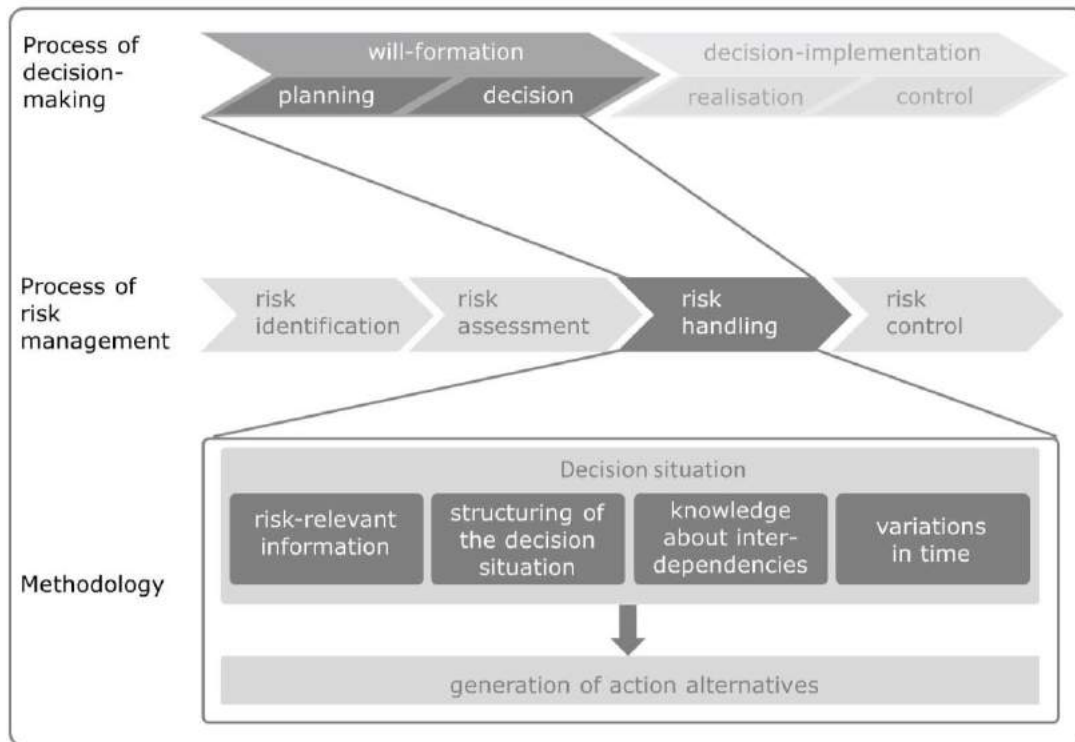 Process of
decision-
making
will-formation
planning
decision
decision-implementation
realisation
control
Process of
risk
management
risk
identification
risk
assessment
risk
handling
risk
control
Methodology
Decision situation
risk-relevant
information
structuring of
the decision
situation
knowledge
about inter-
dependencies
variations
in time
generation of action alternatives